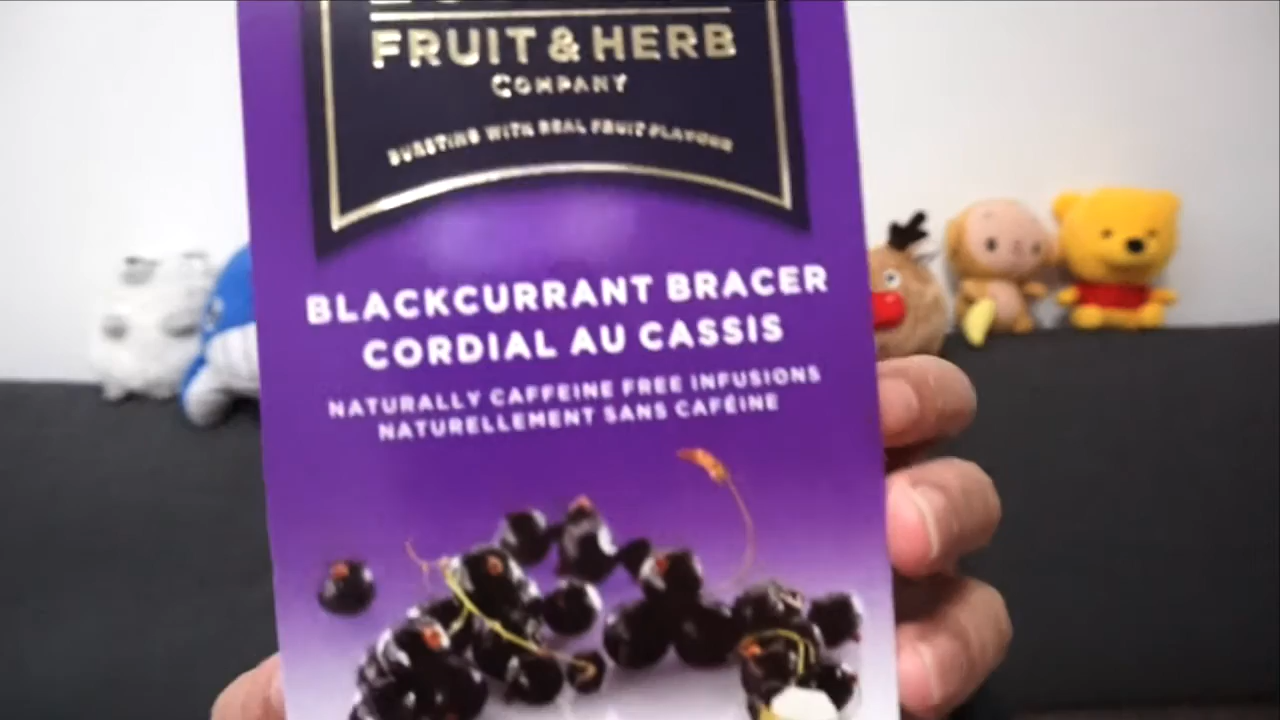 FRUIT & HERB
COMPANY
BURSTING WITH REAL FRUIT FLAVOUR
BLACKCURRANT BRACER
CORDIAL AU CASSIS
NATURALLY CAFFEINE FREE INFUSIONS
NATURELLEMENT SANS CAFÉINE